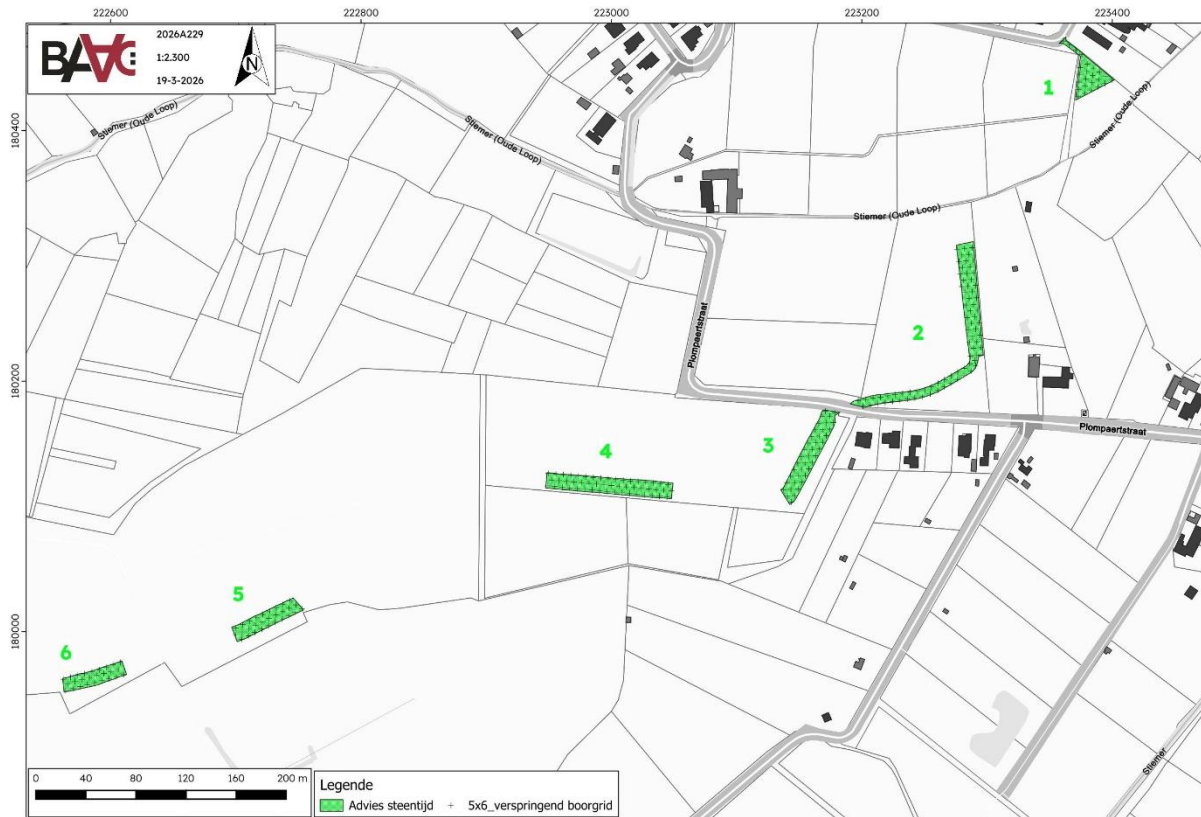 222600 222800 223000 223200 223400
BAAC
2026A229
1:2.300
19-3-2026
N
1
180400
Stiemer (Oude Loop)
Stiemer (Oude Loop)
Stiemer (Oude Loop)
Stiemer (Oude Loop)
Plompaertstraat
2
180200
Plompaertstraat
3
4
5
180000
6
Stiemer
0 40 80 120 160 200 m
Legende
Advies steentijd + 5x6_verspringend boorgrid